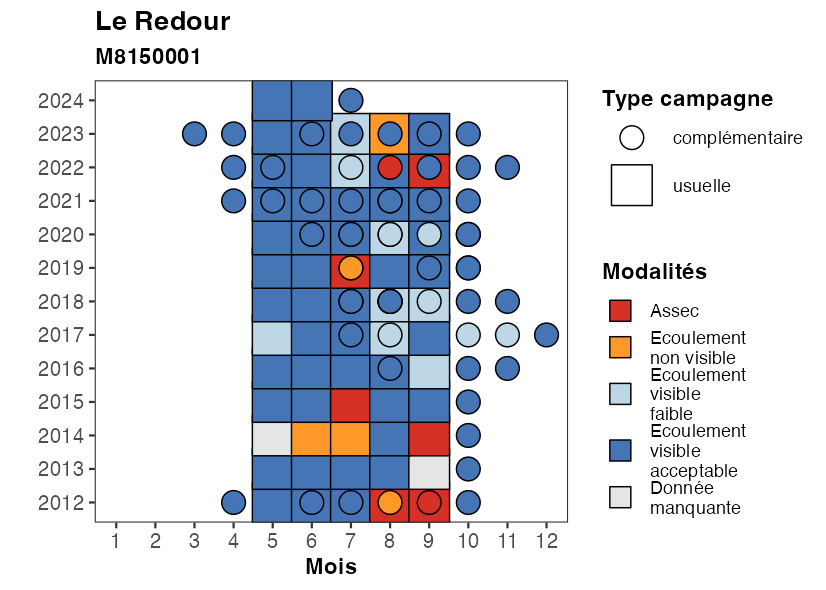 Le Redour
M8150001
2024
2023
2022
2021
2020
2019
2018
2017
2016
2015
2014
2013
2012
1 2 3 4 5 6 7 8 9 10 11 12
Mois
Type campagne
complémentaire
usuelle
Modalités
Assec
Ecoulement
non visible
Ecoulement
visible
faible
Ecoulement
visible
acceptable
Donnée
manquante